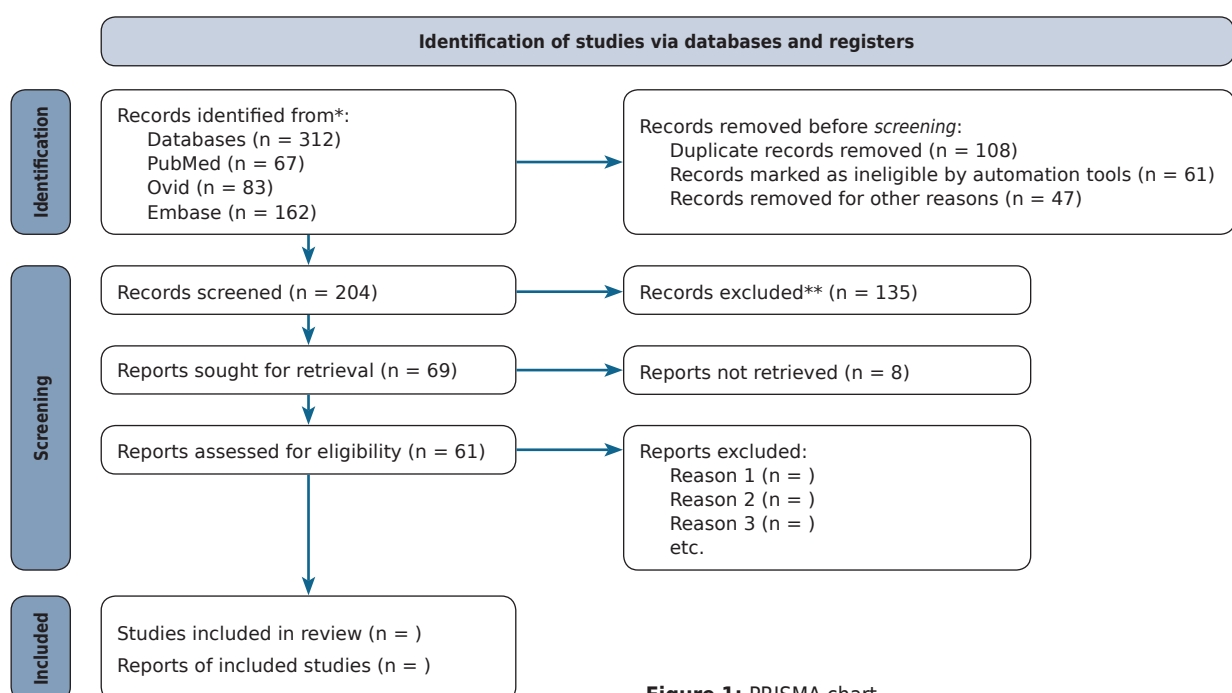 Identification of studies via databases and registers
Identification
Records identified from*:
Databases (n = 312)
PubMed (n = 67)
Ovid (n = 83)
Embase (n = 162)
Records removed before screening:
Duplicate records removed (n = 108)
Records marked as ineligible by automation tools (n = 61)
Records removed for other reasons (n = 47)
Screening
Records screened (n = 204)
Records excluded** (n = 135)
Reports sought for retrieval (n = 69)
Reports not retrieved (n = 8)
Reports assessed for eligibility (n = 61)
Reports excluded:
Reason 1 (n = )
Reason 2 (n = )
Reason 3 (n = )
etc.
Included
Studies included in review (n = )
Reports of included studies (n = )
Figure 1: PRISMA chart